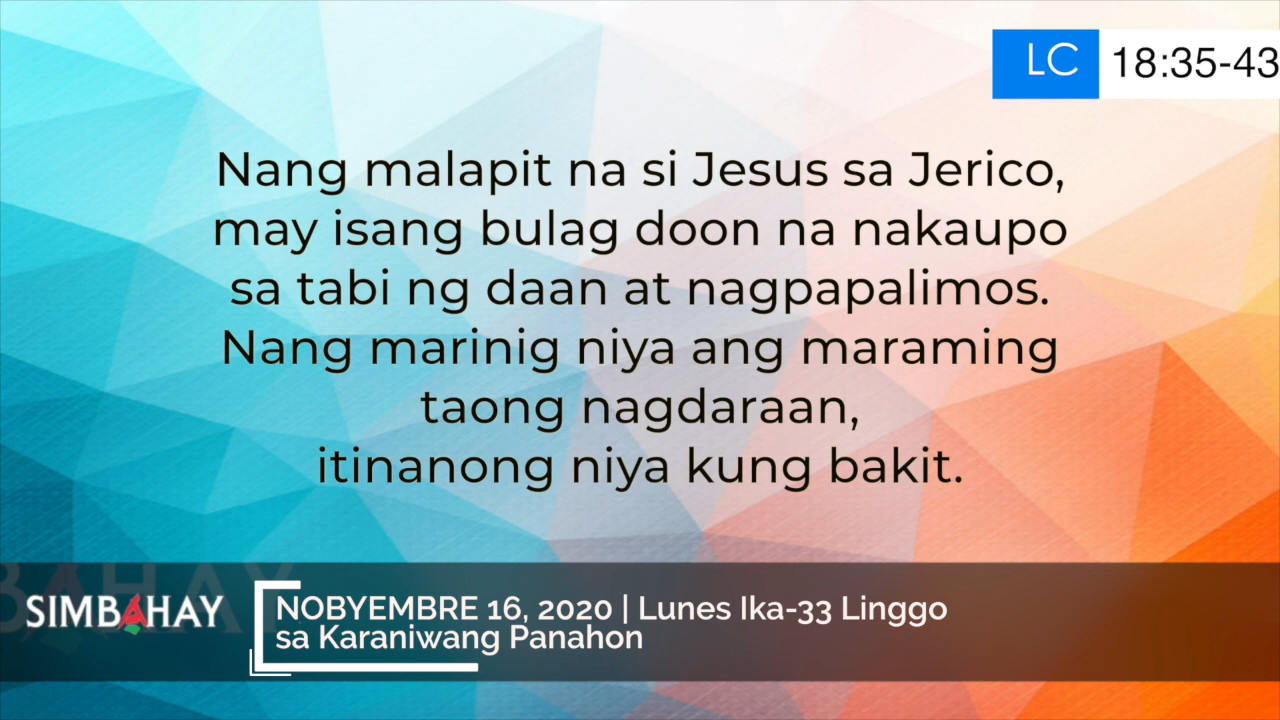 LC 18:35-43
Nang malapit na si Jesus sa Jerico,
may isang bulag doon na nakaupo
sa tabi ng daan at nagpapalimos.
Nang marinig niya ang maraming
taong nagdaraan,
itinanong niya kung bakit.
SIMBAHAY
NOBYEMBRE 16, 2020 | Lunes Ika-33 Linggo
sa Karaniwang Panahon